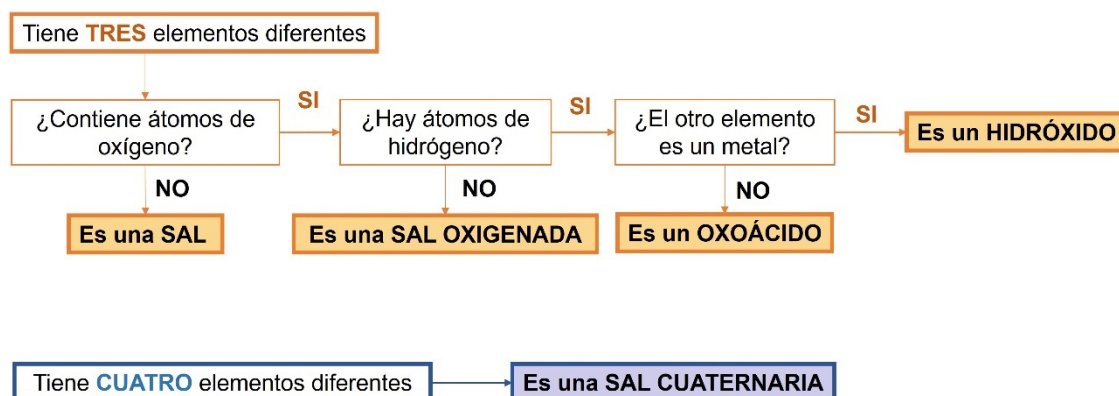 Tiene TRES elementos diferentes
¿Contiene átomos de
oxígeno?
SI
¿Hay átomos de
hidrógeno?
SI
¿El otro elemento
es un metal?
SI
Es un HIDRÓXIDO
NO
NO
NO
Es una SAL
Es una SAL OXIGENADA
Es un OXOÁCIDO
Tiene CUATRO elementos diferentes
Es una SAL CUATERNARIA